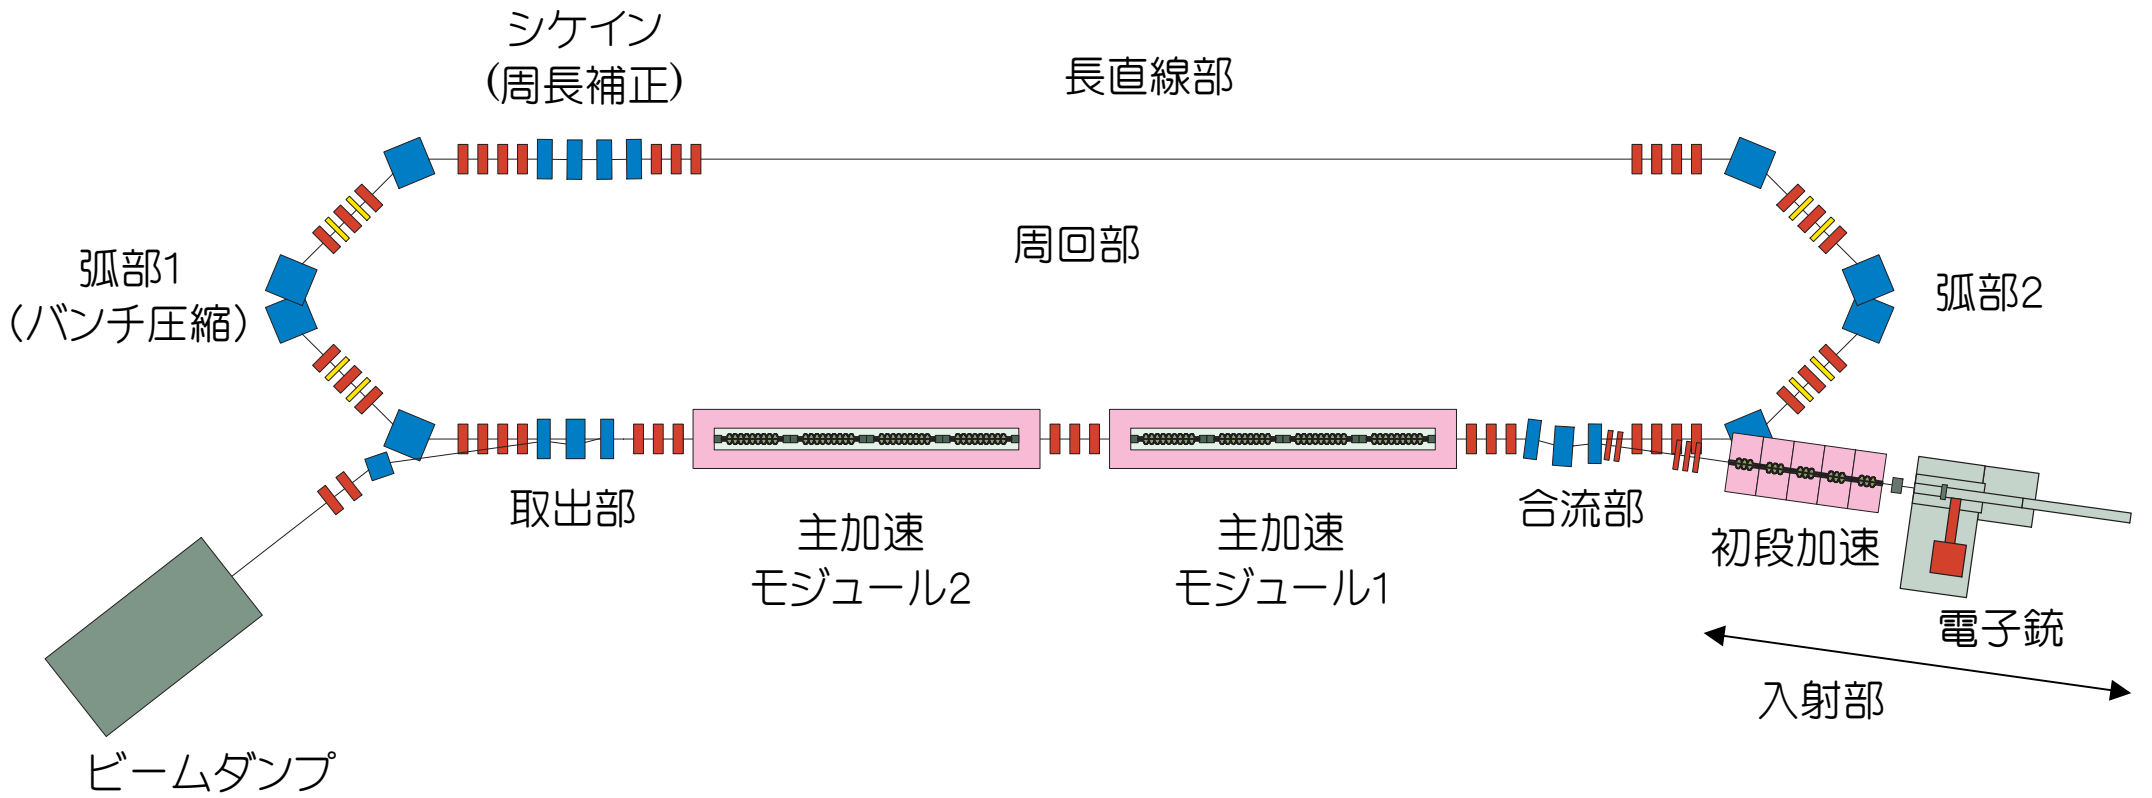 シケイン
(周長補正)
長直線部
周回部
弧部1
(バンチ圧縮)
弧部2
取出部
主加速
モジュール2
主加速
モジュール1
合流部
初段加速
電子銃
入射部
ビームダンプ